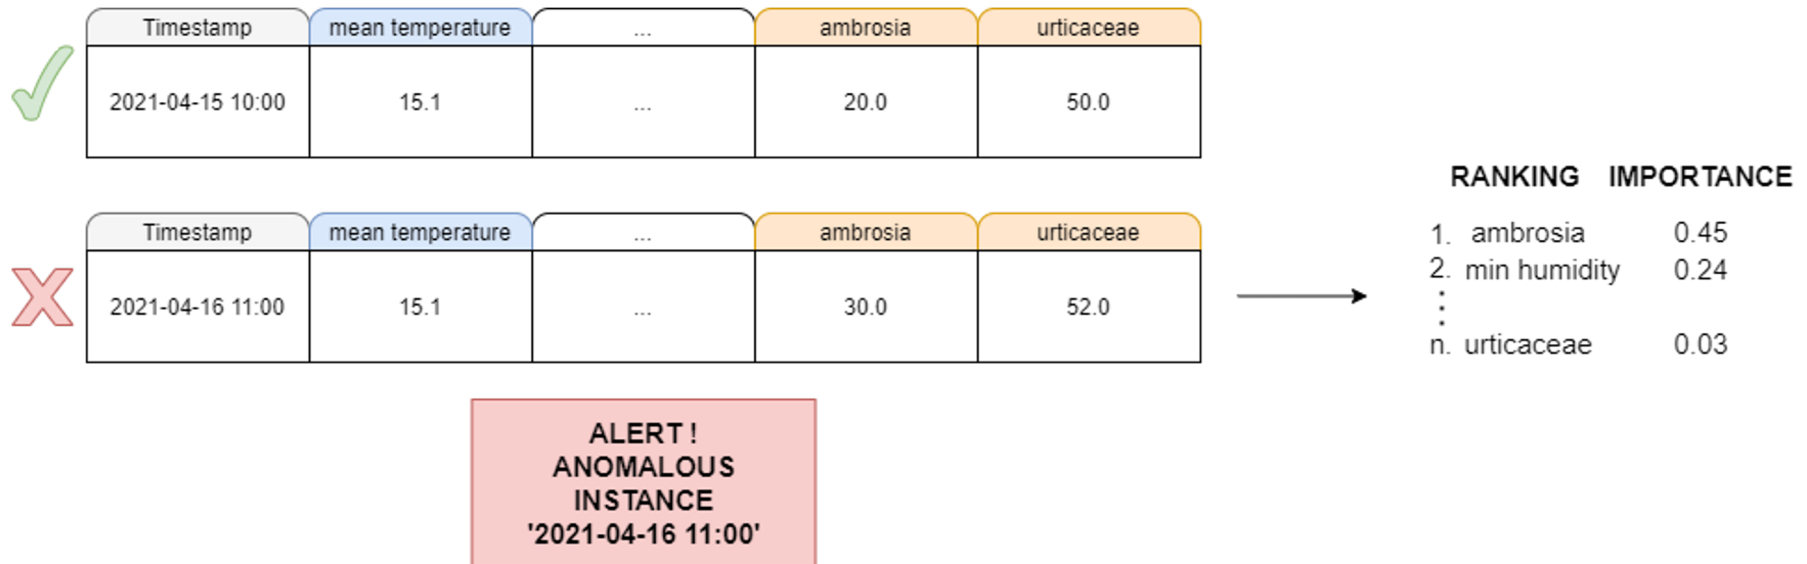 Timestamp mean temperature ... ambrosia urticaceae
2021-04-15 10:00 15.1 ... 20.0 50.0
Timestamp mean temperature ... ambrosia urticaceae
2021-04-16 11:00 15.1 ... 30.0 52.0
RANKING IMPORTANCE
1. ambrosia 0.45
2. min humidity 0.24
n. urticaceae 0.03
ALERT !
ANOMALOUS
INSTANCE
'2021-04-16 11:00'